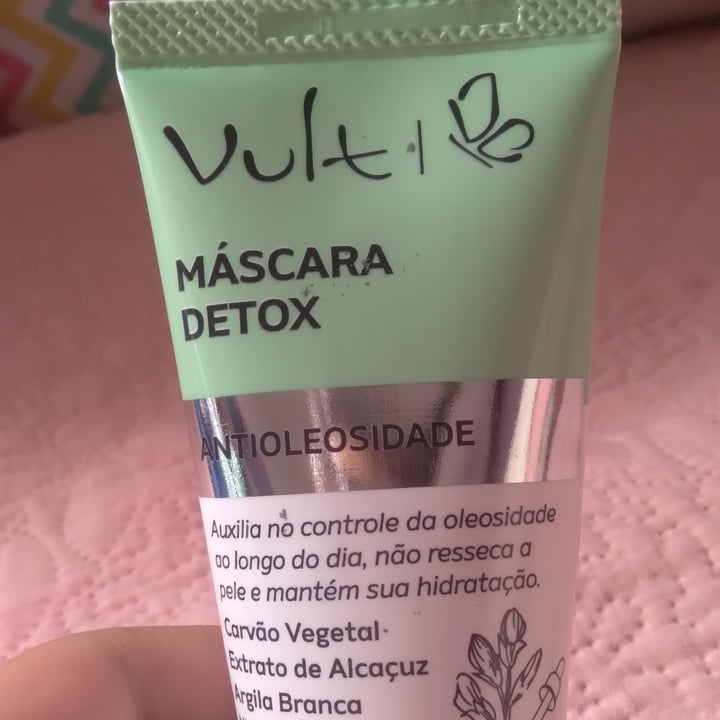 Vult
MÁSCARA
DETOX
ANTIOLEOSIDADE
Auxilia no controle da oleosidade
ao longo do dia, não resseca a
pele e mantém sua hidratação.
Carvão Vegetal
Extrato de Alcaçuz
Argila Branca